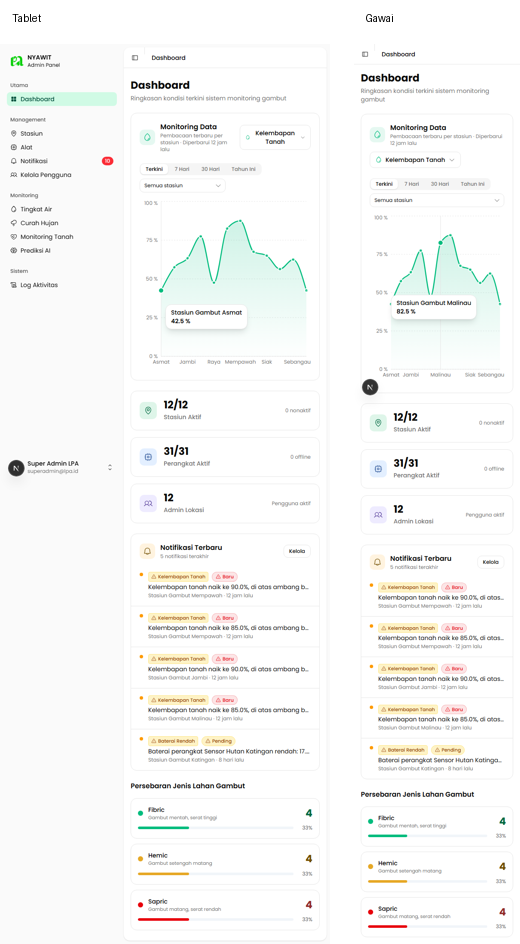 Tablet
NYAWIT
Admin Panel
Utama
Dashboard
Management
Stasiun
Alat
Notifikasi
10
Kelola Pengguna
Monitoring
Tingkat Air
Curah Hujan
Monitoring Tanah
Prediksi AI
Sistem
Log Aktivitas
N
Super Admin LPA
superadmin@lpa.id
Dashboard
Dashboard
Ringkasan kondisi terkini sistem monitoring gambut
Monitoring Data
Pembacaan terbaru per
stasiun · Diperbarui
12 jam lalu
Kelembapan
Tanah
Terkini
7 Hari
30 Hari
Tahun Ini
Semua stasiun
100 %
75 %
50 %
25 %
0 %
Stasiun Gambut Asmat
42.5 %
Asmat
Jambi
Raya
Mempawah
Siak
Sebangau
12/12
Stasiun Aktif
0 nonaktif
31/31
Perangkat Aktif
0 offline
12
Admin Lokasi
Pengguna aktif
Notifikasi Terbaru
5 notifikasi terakhir
Kelola
Kelembapan Tanah
Baru
Kelembapan tanah naik ke 90.0%, di atas ambang b...
Stasiun Gambut Mempawah · 12 jam lalu
Kelembapan Tanah
Baru
Kelembapan tanah naik ke 85.0%, di atas ambang b...
Stasiun Gambut Mempawah · 12 jam lalu
Kelembapan Tanah
Baru
Kelembapan tanah naik ke 90.0%, di atas ambang b...
Stasiun Gambut Jambi · 12 jam lalu
Kelembapan Tanah
Baru
Kelembapan tanah naik ke 85.0%, di atas ambang b...
Stasiun Gambut Malinau · 12 jam lalu
Baterai Rendah
Pending
Baterai perangkat Sensor Hutan Katingan rendah: 17....
Stasiun Gambut Katingan · 8 hari lalu
Persebaran Jenis Lahan Gambut
Fibric
Gambut mentah, serat tinggi
4
33%
Hemic
Gambut setengah matang
4
33%
Sapric
Gambut matang, serat rendah
4
33%
Gawai
Dashboard
Dashboard
Ringkasan kondisi terkini sistem monitoring
gambut
Monitoring Data
Pembacaan terbaru per stasiun · Diperbarui
12 jam lalu
Kelembapan Tanah
Terkini
7 Hari
30 Hari
Tahun Ini
Semua stasiun
100 %
75 %
50 %
25 %
0 %
Stasiun Gambut Malinau
82.5 %
Asmat
Jambi
Malinau
Siak
Sebangau
N
12/12
Stasiun Aktif
0 nonaktif
31/31
Perangkat Aktif
0 offline
12
Admin Lokasi
Pengguna aktif
Notifikasi Terbaru
5 notifikasi terakhir
Kelola
Kelembapan Tanah
Baru
Kelembapan tanah naik ke 90.0%, di atas...
Stasiun Gambut Mempawah · 12 jam lalu
Kelembapan Tanah
Baru
Kelembapan tanah naik ke 85.0%, di atas...
Stasiun Gambut Mempawah · 12 jam lalu
Kelembapan Tanah
Baru
Kelembapan tanah naik ke 90.0%, di atas...
Stasiun Gambut Jambi · 12 jam lalu
Kelembapan Tanah
Baru
Kelembapan tanah naik ke 85.0%, di atas...
Stasiun Gambut Malinau · 12 jam lalu
Baterai Rendah
Pending
Baterai perangkat Sensor Hutan Katinga...
Stasiun Gambut Katingan · 8 hari lalu
Persebaran Jenis Lahan Gambut
Fibric
Gambut mentah, serat tinggi
4
33%
Hemic
Gambut setengah matang
4
33%
Sapric
Gambut matang, serat rendah
4
33%